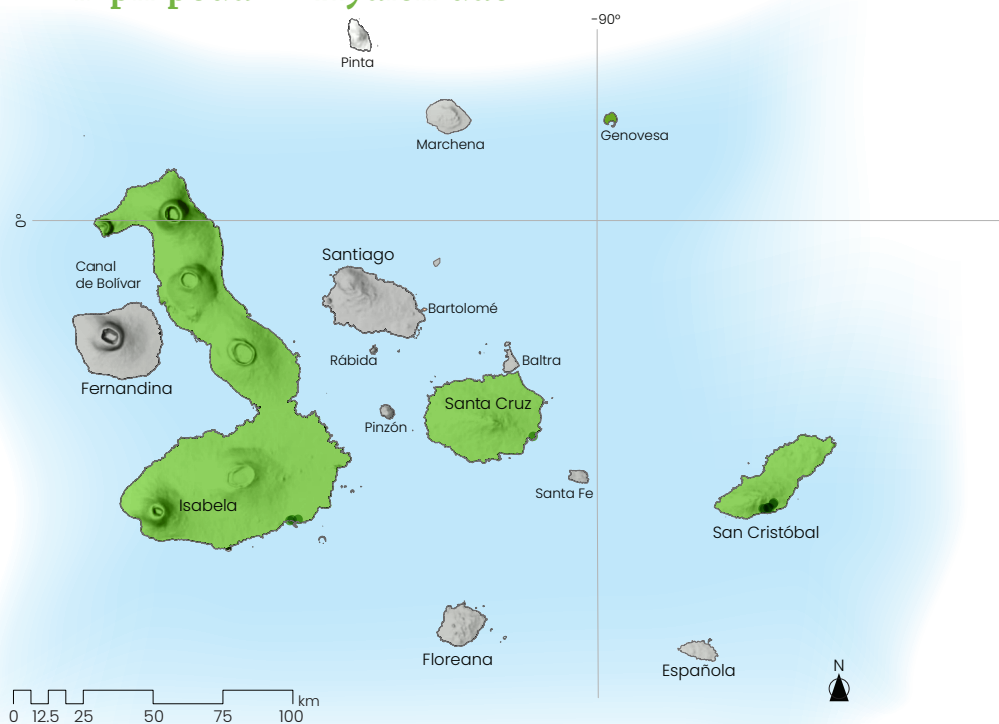 -90°
Pinta
Marchena
Genovesa
0°
Santiago
Canal
de Bolívar
Bartolomé
Rábida
Baltra
Fernandina
Santa Cruz
Pinzón
Santa Fe
Isabela
San Cristóbal
Floreana
Española
N
km
0 12.5 25 50 75 100